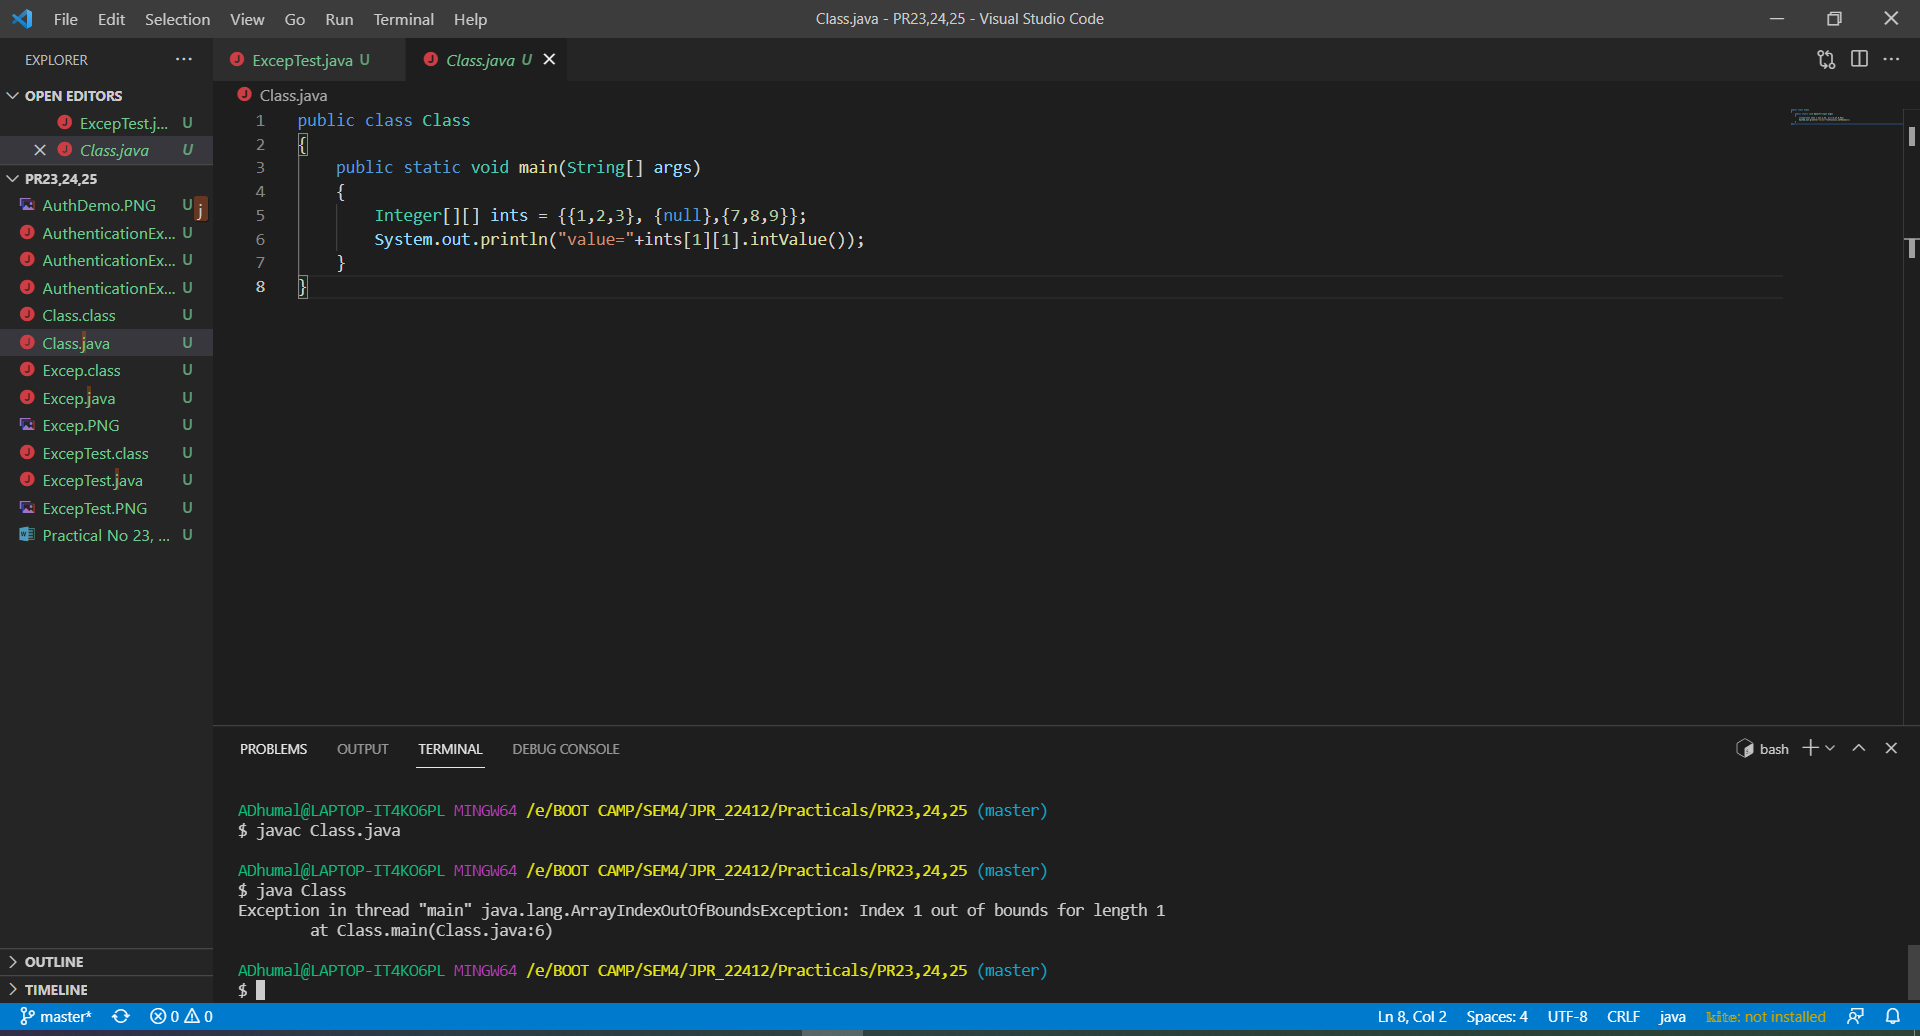 File Edit Selection View Go Run Terminal Help
Class.java - PR23,24,25 - Visual Studio Code
EXPLORER
ExcepTest.java U
Class.java U
OPEN EDITORS
ExcepTest.j... U
Class.java U
PR23,24,25
AuthDemo.PNG U
j
AuthenticationEx... U
AuthenticationEx... U
AuthenticationEx... U
Class.class U
Class.java U
Excep.class U
Excep.java U
Excep.PNG U
ExcepTest.class U
ExcepTest.java U
ExcepTest.PNG U
Practical No 23, ... U
OUTLINE
TIMELINE
Class.java
1 public class Class
2 {
3 public static void main(String[] args)
4 {
5 Integer[][] ints = {{1,2,3}, {null},{7,8,9}};
6 System.out.println("value="+ints[1][1].intValue());
7 }
8 }
PROBLEMS OUTPUT TERMINAL DEBUG CONSOLE
bash
ADhumal@LAPTOP-IT4KO6PL MINGW64 /e/BOOT CAMP/SEM4/JPR_22412/Practicals/PR23,24,25 (master)
$ javac Class.java
ADhumal@LAPTOP-IT4KO6PL MINGW64 /e/BOOT CAMP/SEM4/JPR_22412/Practicals/PR23,24,25 (master)
$ java Class
Exception in thread "main" java.lang.ArrayIndexOutOfBoundsException: Index 1 out of bounds for length 1
at Class.main(Class.java:6)
ADhumal@LAPTOP-IT4KO6PL MINGW64 /e/BOOT CAMP/SEM4/JPR_22412/Practicals/PR23,24,25 (master)
$
master* 0 0
Ln 8, Col 2 Spaces: 4 UTF-8 CRLF java kite: not installed